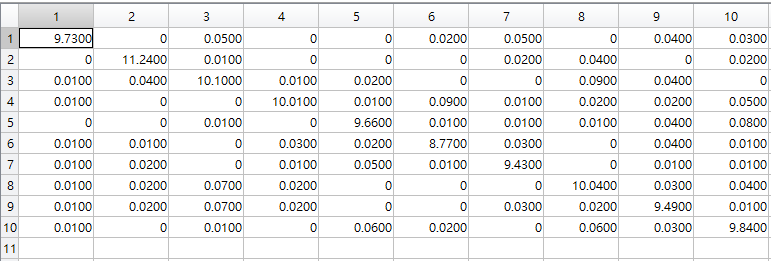 1 2 3 4 5 6 7 8 9 10
1 9.7300 0 0.0500 0 0 0.0200 0.0500 0 0.0400 0.0300
2 0 11.2400 0.0100 0 0 0 0.0200 0.0400 0 0.0200
3 0.0100 0.0400 10.1000 0.0100 0.0200 0 0 0.0900 0.0400 0
4 0.0100 0 0 10.0100 0.0100 0.0900 0.0100 0.0200 0.0200 0.0500
5 0 0 0.0100 0 9.6600 0.0100 0.0100 0.0100 0.0400 0.0800
6 0.0100 0.0100 0 0.0300 0.0200 8.7700 0.0300 0 0.0400 0.0100
7 0.0100 0.0200 0 0.0100 0.0500 0.0100 9.4300 0 0.0100 0.0100
8 0.0100 0.0200 0.0700 0.0200 0 0 0 10.0400 0.0300 0.0400
9 0.0100 0.0200 0.0700 0.0200 0 0 0.0300 0.0200 9.4900 0.0100
10 0.0100 0 0.0100 0 0.0600 0.0200 0 0.0600 0.0300 9.8400
11